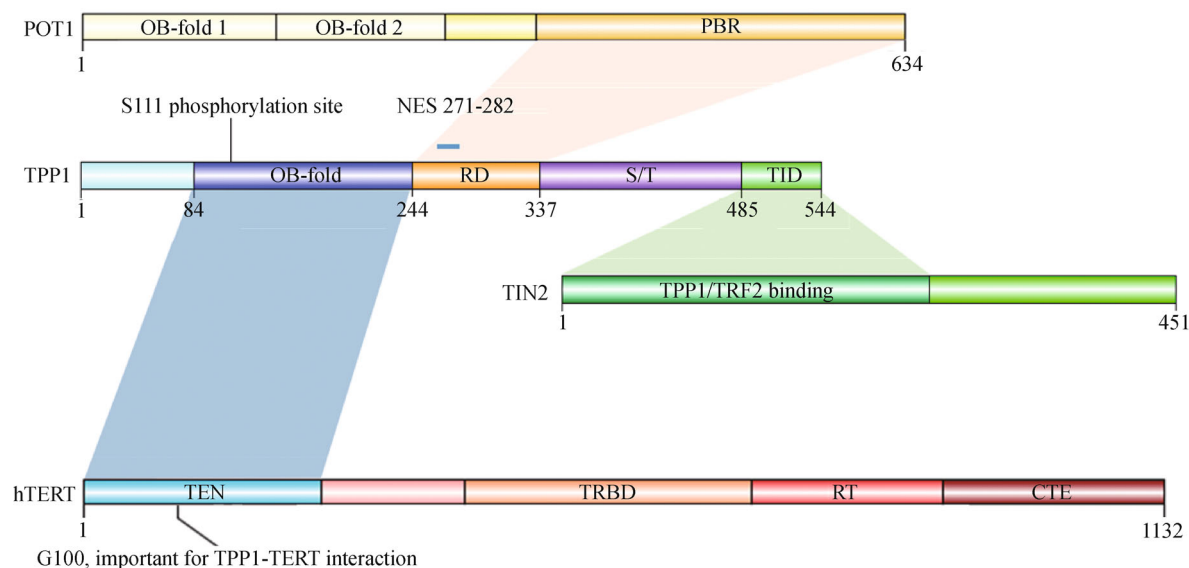 POT1 OB-fold 1 OB-fold 2 PBR
1 634
S111 phosphorylation site NES 271-282
TPP1 OB-fold RD S/T TID
1 84 244 337 485 544
TIN2 TPP1/TRF2 binding
1 451
hTERT TEN TRBD RT CTE
1 1132
G100, important for TPP1-TERT interaction